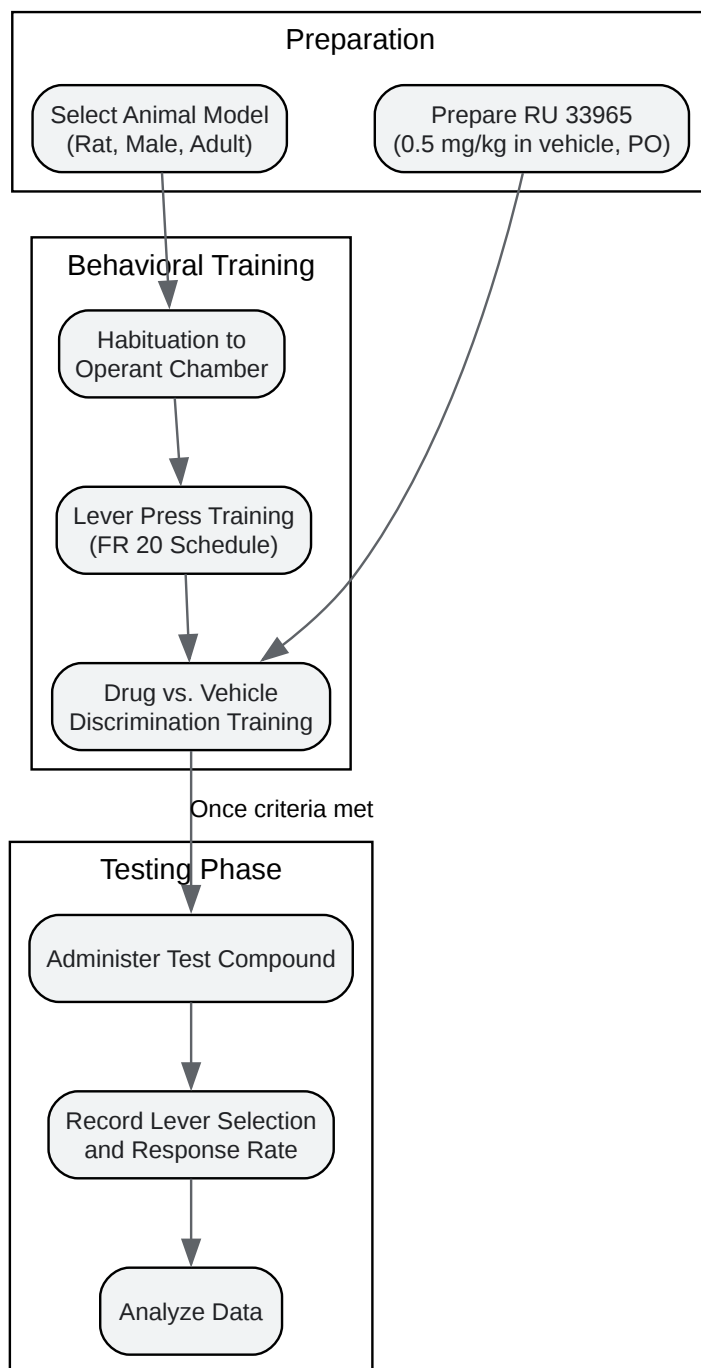 Preparation
Select Animal Model
(Rat, Male, Adult)
Prepare RU 33965
(0.5 mg/kg in vehicle, PO)
Behavioral Training
Habituation to
Operant Chamber
Lever Press Training
(FR 20 Schedule)
Drug vs. Vehicle
Discrimination Training
Once criteria met
Testing Phase
Administer Test Compound
Record Lever Selection
and Response Rate
Analyze Data